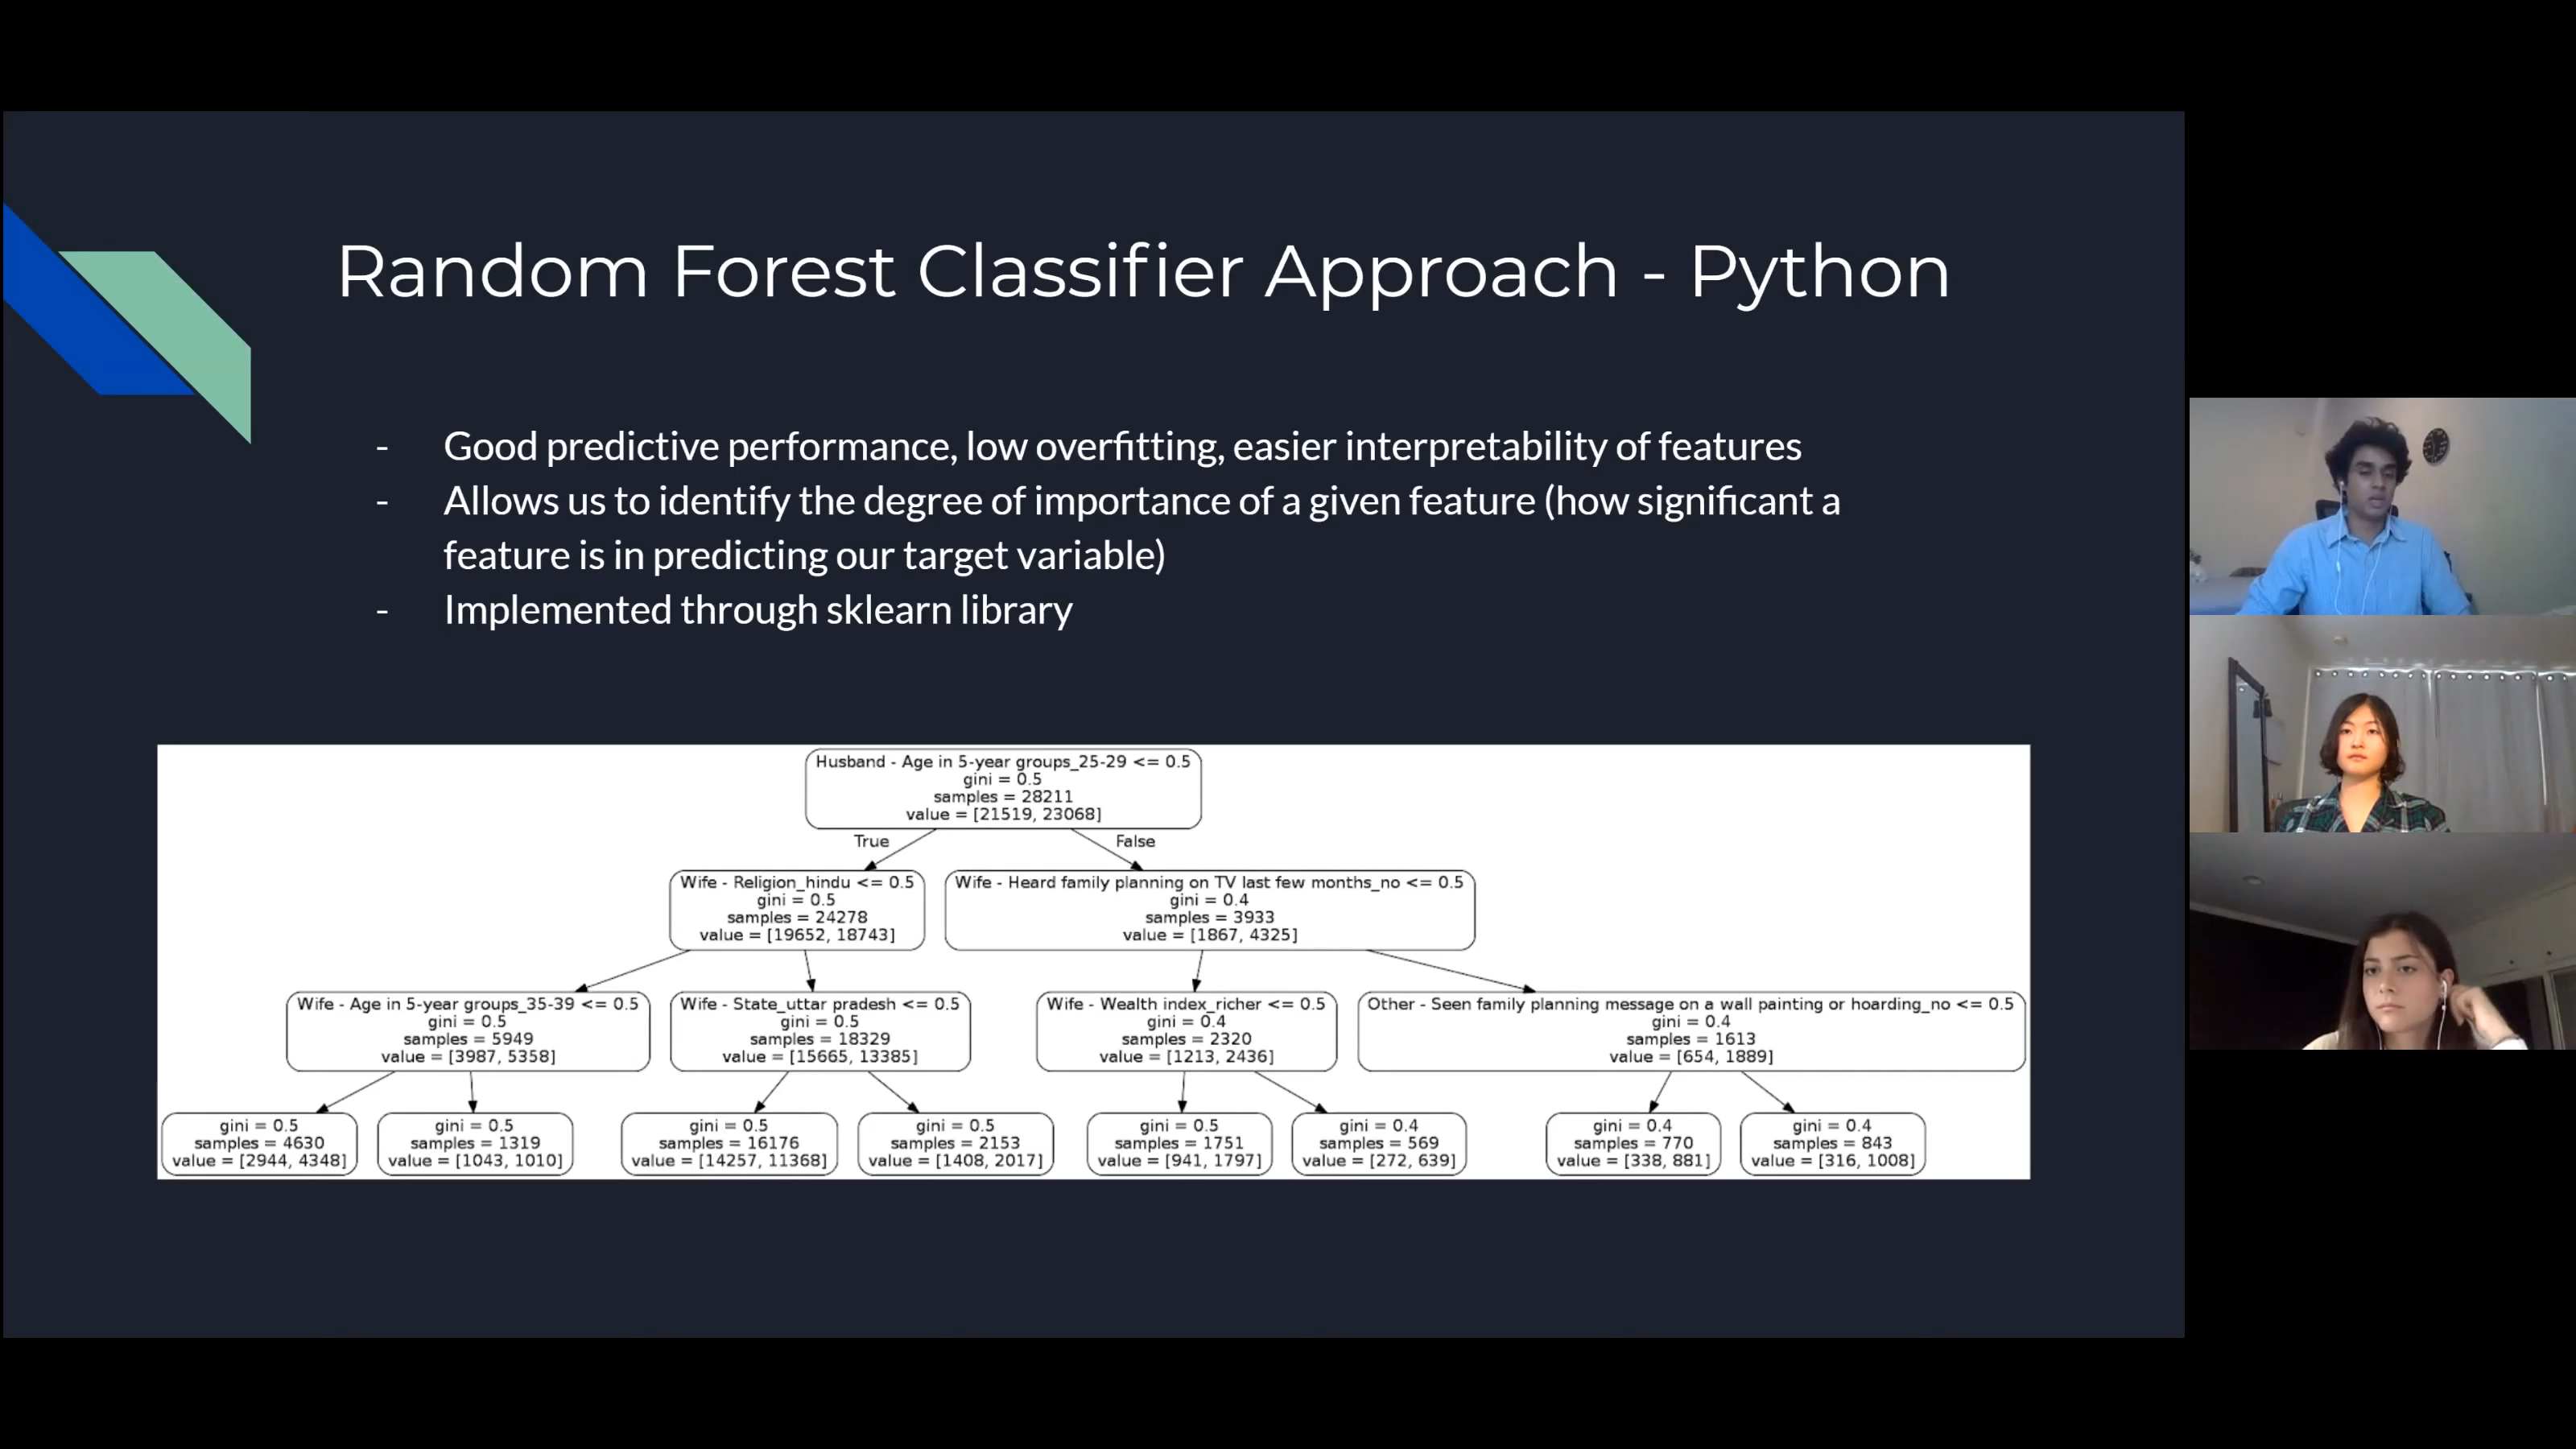 Random Forest Classifier Approach - Python
- Good predictive performance, low overfitting, easier interpretability of features
- Allows us to identify the degree of importance of a given feature (how significant a
feature is in predicting our target variable)
- Implemented through sklearn library
Husband - Age in 5-year groups_25-29 <= 0.5
gini = 0.5
samples = 28211
value = [21519, 23068]
True
False
Wife - Religion_hindu <= 0.5
gini = 0.5
samples = 24278
value = [19652, 18743]
Wife - Heard family planning on TV last few months_no <= 0.5
gini = 0.4
samples = 3933
value = [1867, 4325]
Wife - Age in 5-year groups_35-39 <= 0.5
gini = 0.5
samples = 5949
value = [3987, 5358]
Wife - State_uttar pradesh <= 0.5
gini = 0.5
samples = 18329
value = [15665, 13385]
Wife - Wealth index_richer <= 0.5
gini = 0.4
samples = 2320
value = [1213, 2436]
Other - Seen family planning message on a wall painting or hoarding_no <= 0.5
gini = 0.4
samples = 1613
value = [654, 1889]
gini = 0.5
samples = 4630
value = [2944, 4348]
gini = 0.5
samples = 1319
value = [1043, 1010]
gini = 0.5
samples = 16176
value = [14257, 11368]
gini = 0.5
samples = 2153
value = [1408, 2017]
gini = 0.5
samples = 1751
value = [941, 1797]
gini = 0.4
samples = 569
value = [272, 639]
gini = 0.4
samples = 770
value = [338, 881]
gini = 0.4
samples = 843
value = [316, 1008]